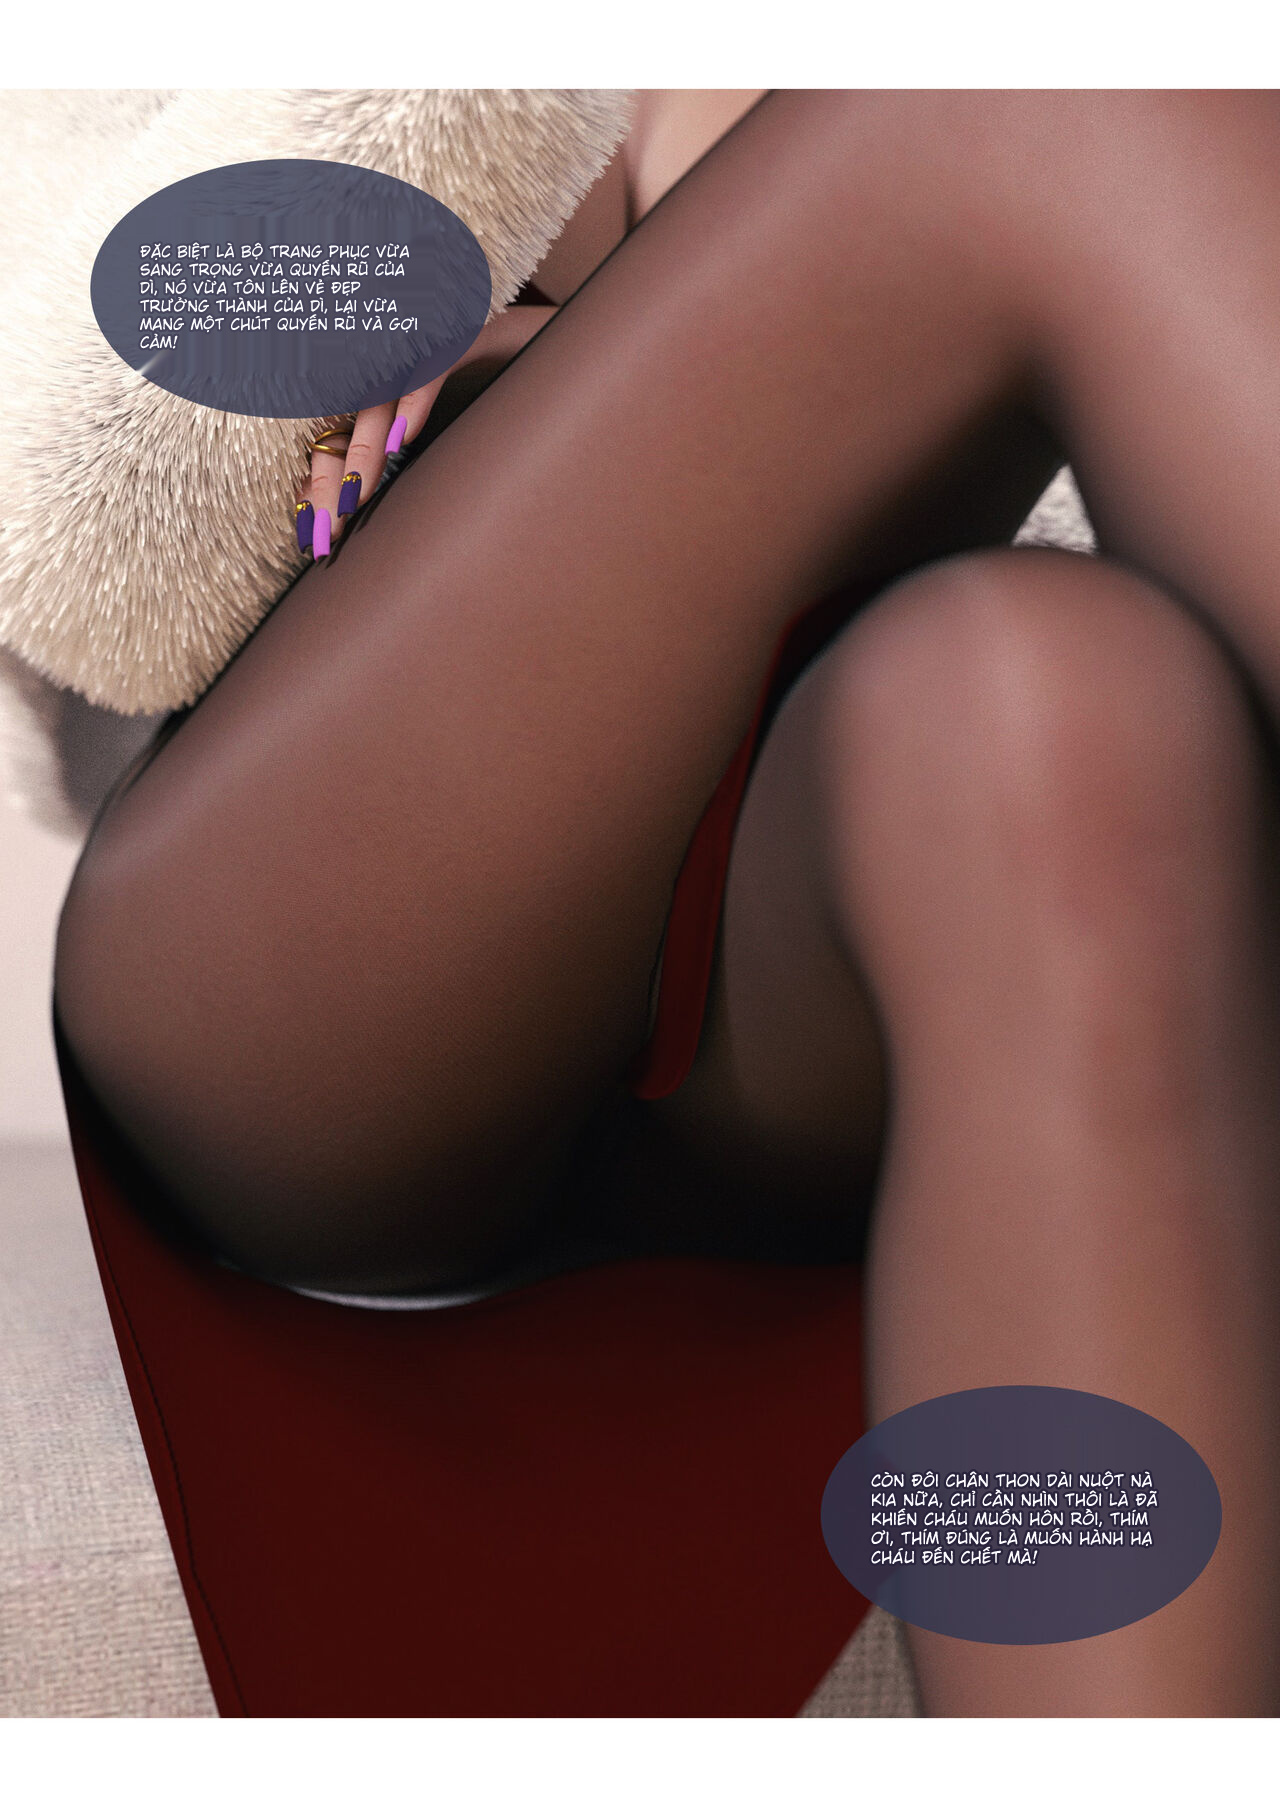 ĐẶC BIỆT LÀ BỘ TRANG PHỤC VỪA
SANG TRỌNG VỪA QUYẾN RŨ CỦA
DÌ, NÓ VỪA TÔN LÊN VẺ ĐẸP
TRƯỞNG THÀNH CỦA DÌ, LẠI VỪA
MANG MỘT CHÚT QUYẾN RŨ VÀ GỢI
CẢM!
CÒN ĐÔI CHÂN THON DÀI NUỘT NÀ
KIA NỮA, CHỈ CẦN NHÌN THÔI LÀ ĐÃ
KHIẾN CHÁU MUỐN HÔN RỒI, THÍM
ƠI, THÍM ĐÚNG LÀ MUỐN HÀNH HẠ
CHÁU ĐẾN CHẾT MÀ!